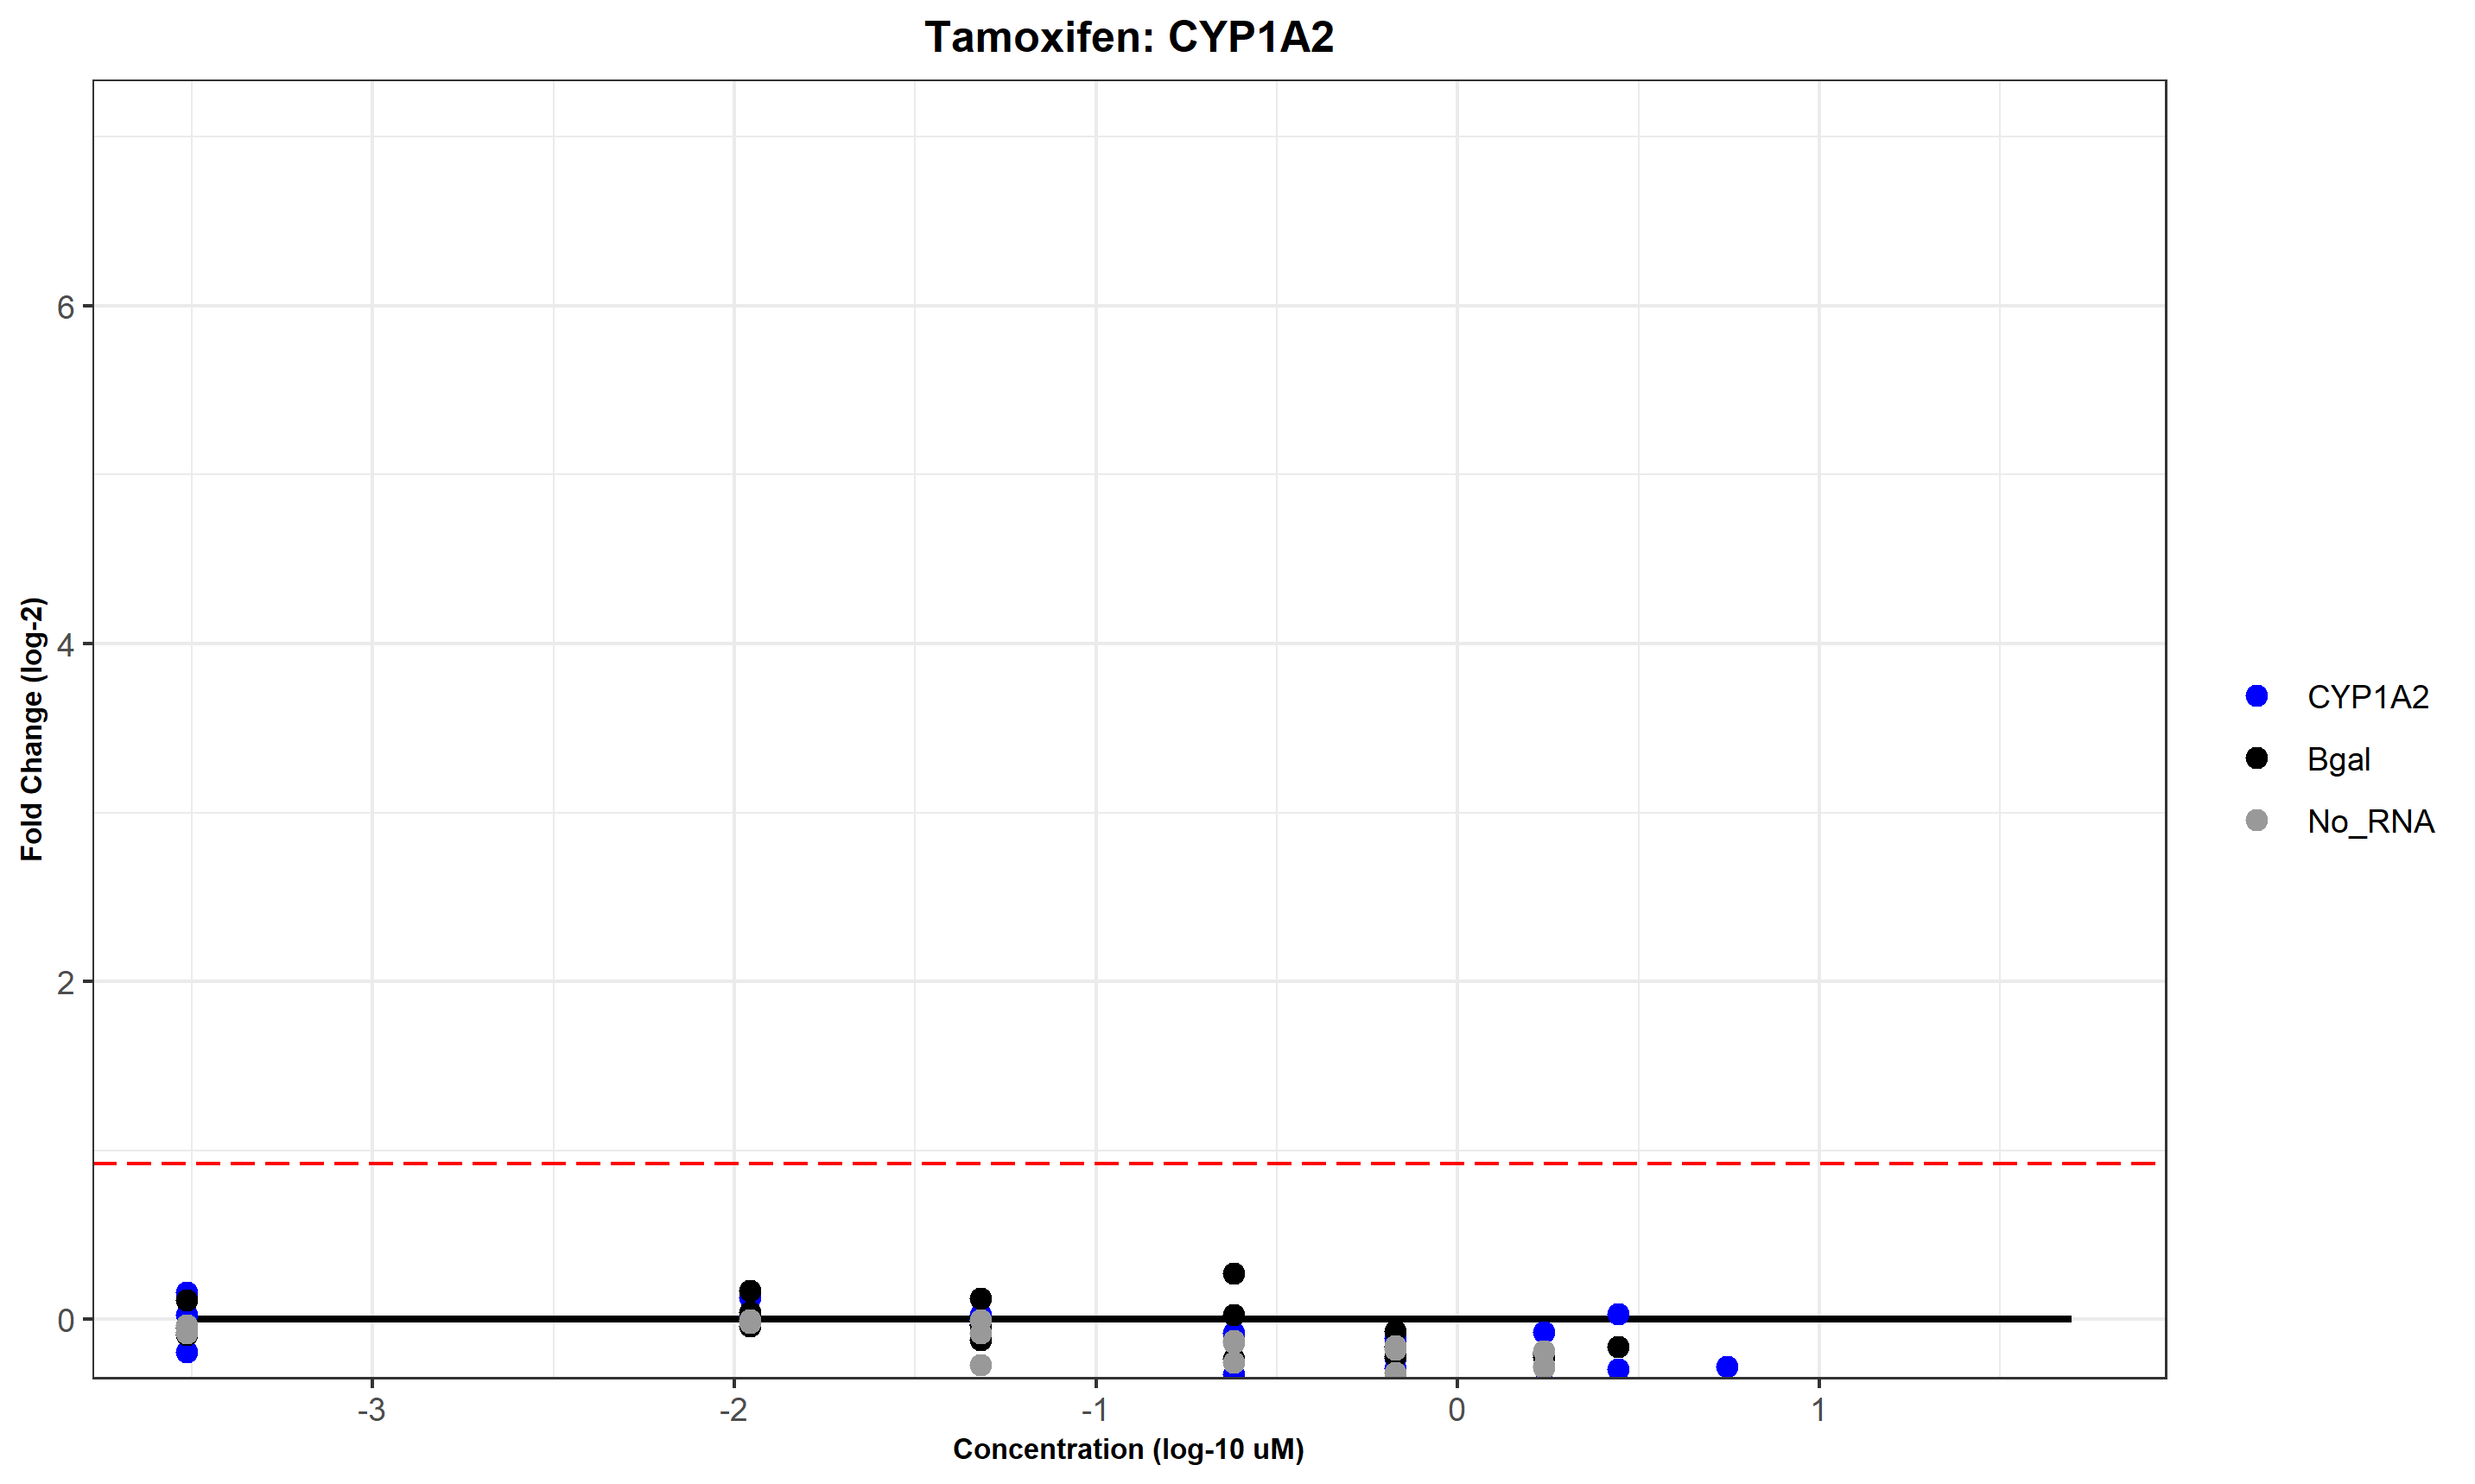 Tamoxifen: CYP1A2
Fold Change (log-2)
6
4
2
0
-3
-2
-1
0
1
Concentration (log-10 uM)
CYP1A2
Bgal
No_RNA